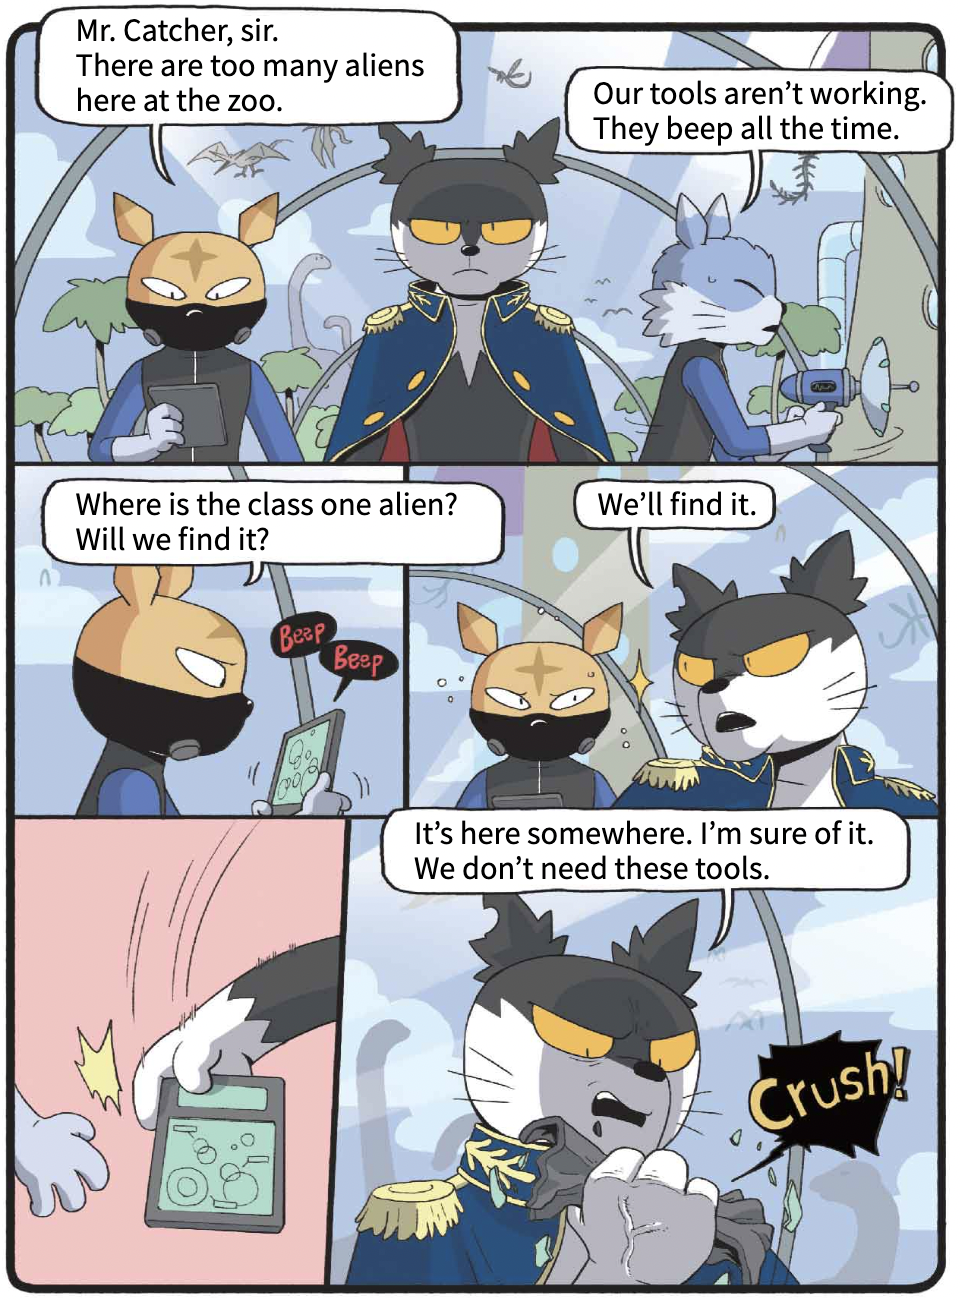 Mr. Catcher, sir.
There are too many aliens
here at the zoo.
Our tools aren't working.
They beep all the time.
Where is the class one alien?
Will we find it?
Beep
Beep
We'll find it.
It's here somewhere. I'm sure of it.
We don't need these tools.
Crush!